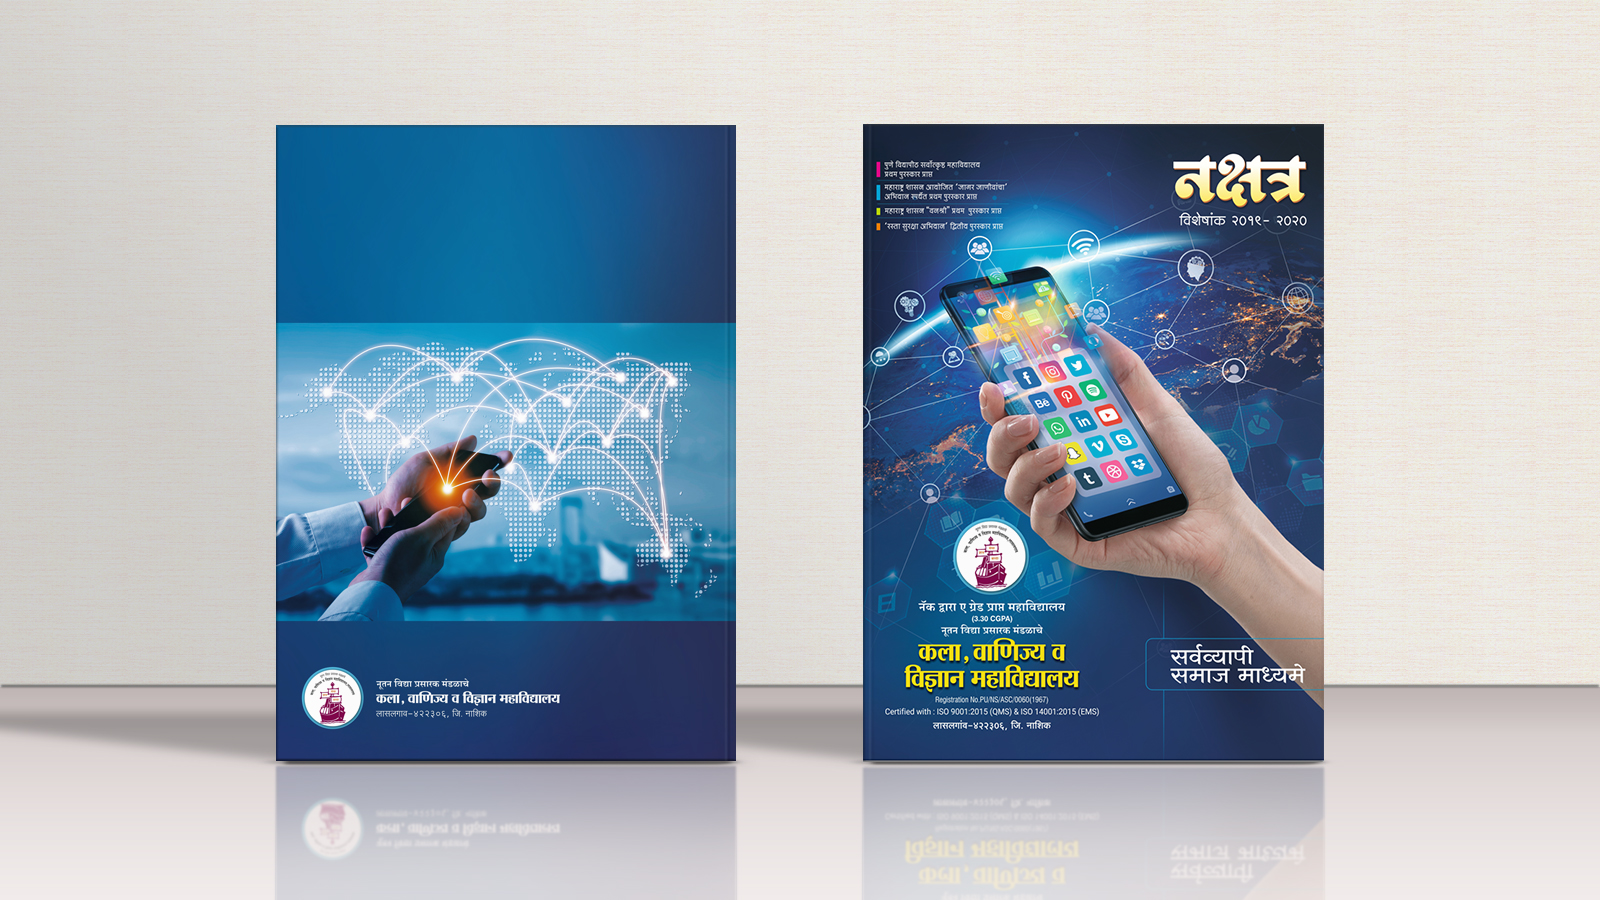 नूतन विद्या प्रसारक मंडळाचे
कला, वाणिज्य व विज्ञान महाविद्यालय
लासलगाव-४२२३०६, जि. नाशिक
पुणे विद्यापीठ सर्वोत्कृष्ट महाविद्यालय
प्रथम पुरस्कार प्राप्त
महाराष्ट्र शासन आयोजित 'जागर जाणीवांचा'
अभियान स्पर्धेत प्रथम पुरस्कार प्राप्त
महाराष्ट्र शासन "वनश्री" प्रथम पुरस्कार प्राप्त
'रस्ता सुरक्षा अभियान' द्वितीय पुरस्कार प्राप्त
नक्षत्र
विशेषांक २०१९- २०२०
नॅक द्वारा ए ग्रेड प्राप्त महाविद्यालय
(3.30 CGPA)
नूतन विद्या प्रसारक मंडळाचे
कला, वाणिज्य व
विज्ञान महाविद्यालय
Registration No.PU/NS/ASC/0060(1967)
Certified with : ISO 9001:2015 (QMS) & ISO 14001:2015 (EMS)
लासलगांव-४२२३०६, जि. नाशिक
सर्वव्यापी
समाज माध्यमे